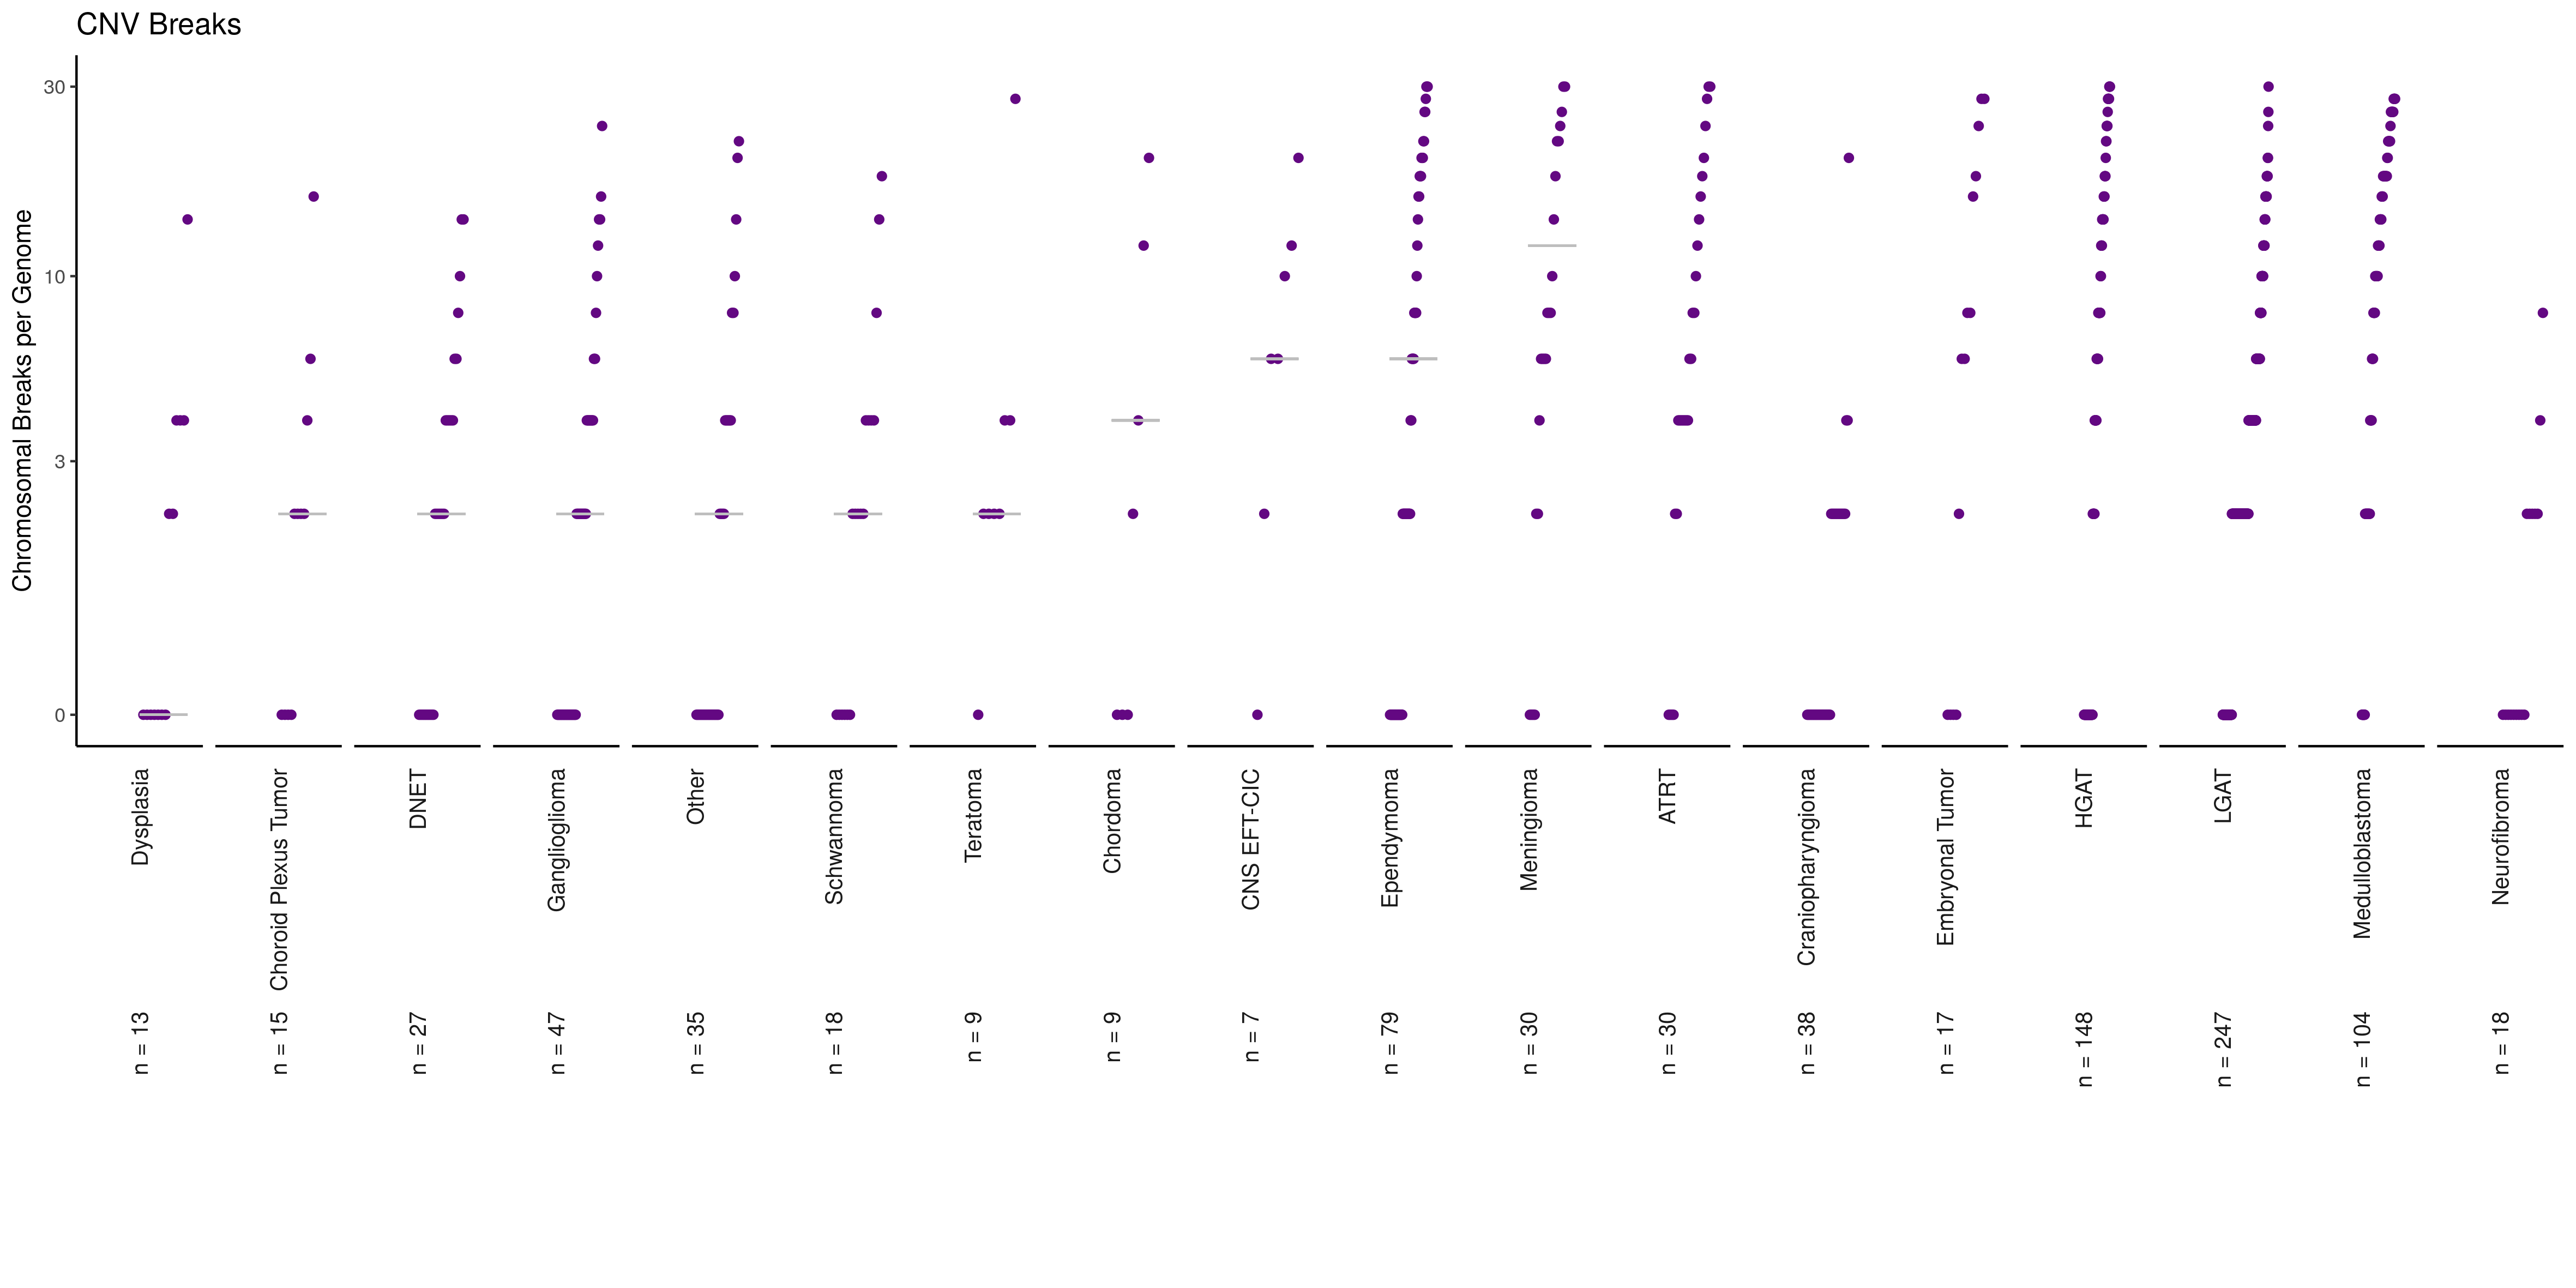 CNV Breaks
Chromosomal Breaks per Genome
30
10
3
0
Dysplasia
Choroid Plexus Tumor
DNET
Ganglioglioma
Other
Schwannoma
Teratoma
Chordoma
CNS EFT-CIC
Ependymoma
Meningioma
ATRT
Craniopharyngioma
Embryonal Tumor
HGAT
LGAT
Medulloblastoma
Neurofibroma
n = 13
n = 15
n = 27
n = 47
n = 35
n = 18
n = 9
n = 9
n = 7
n = 79
n = 30
n = 30
n = 38
n = 17
n = 148
n = 247
n = 104
n = 18